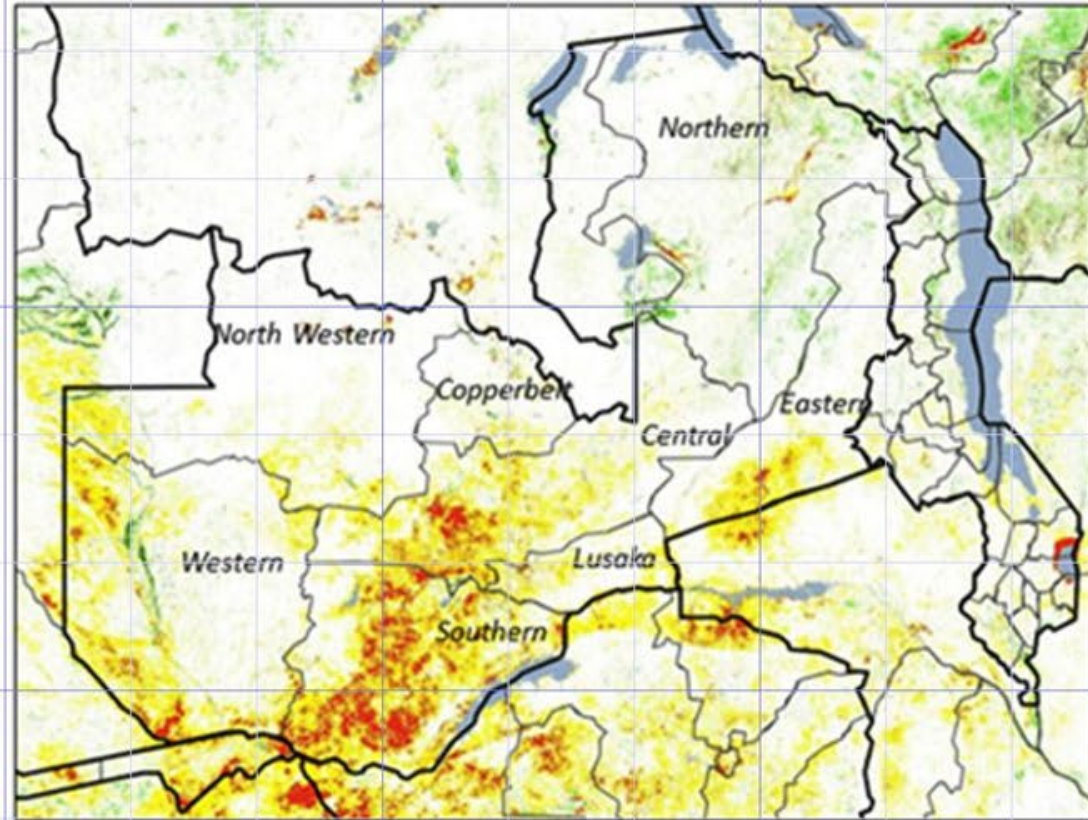 Northern
North Western
Copperbelt
Eastern
Central
Western
Lusaka
Southern